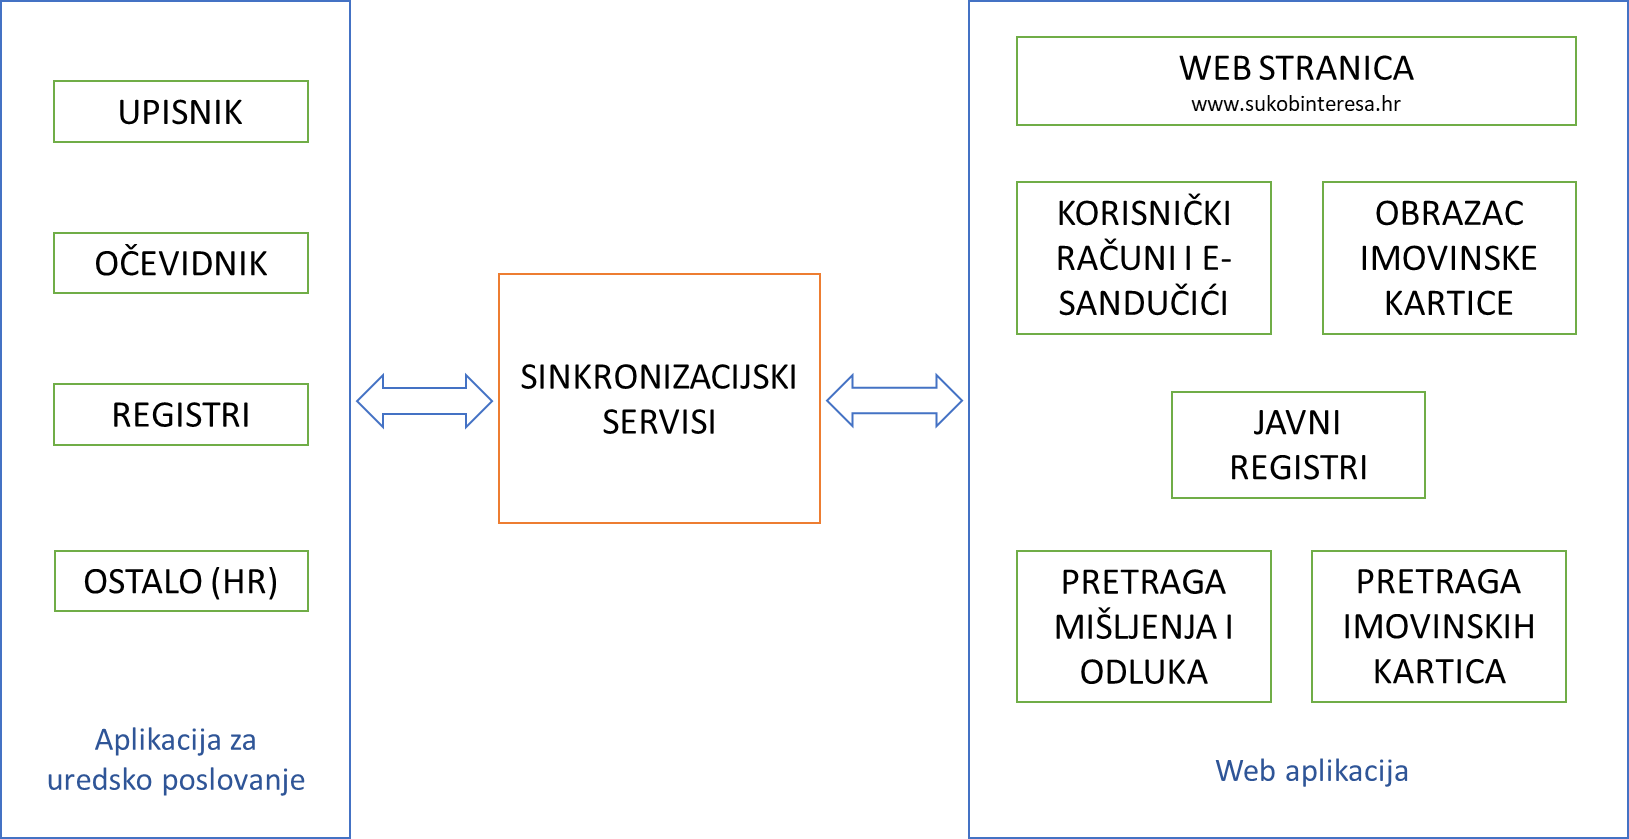 UPISNIK
OČEVIDNIK
REGISTRI
OSTALO (HR)
Aplikacija za
uredsko poslovanje
SINKRONIZACIJSKI
SERVISI
WEB STRANICA
www.sukobinteresa.hr
KORISNIČKI
RAČUNI I E-
SANDUČIĆI
OBRAZAC
IMOVINSKE
KARTICE
JAVNI
REGISTRI
PRETRAGA
MIŠLJENJA I
ODLUKA
PRETRAGA
IMOVINSKIH
KARTICA
Web aplikacija